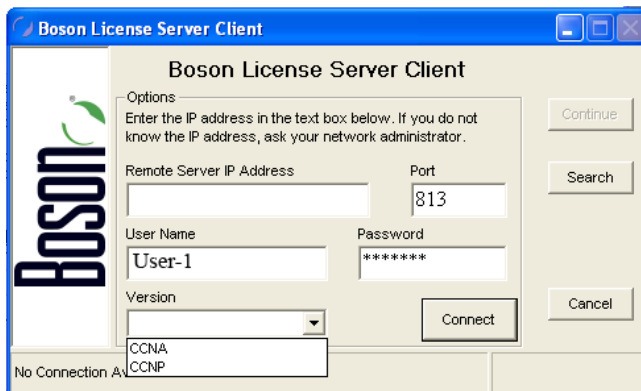 Boson License Server Client
Boson License Server Client
Options
Enter the IP address in the text box below. If you do not
know the IP address, ask your network administrator.
Continue
Remote Server IP Address
Port
Search
813
User Name
Password
User-1
*******
Version
Cancel
Connect
CCNA
CCNP
No Connection
Boson